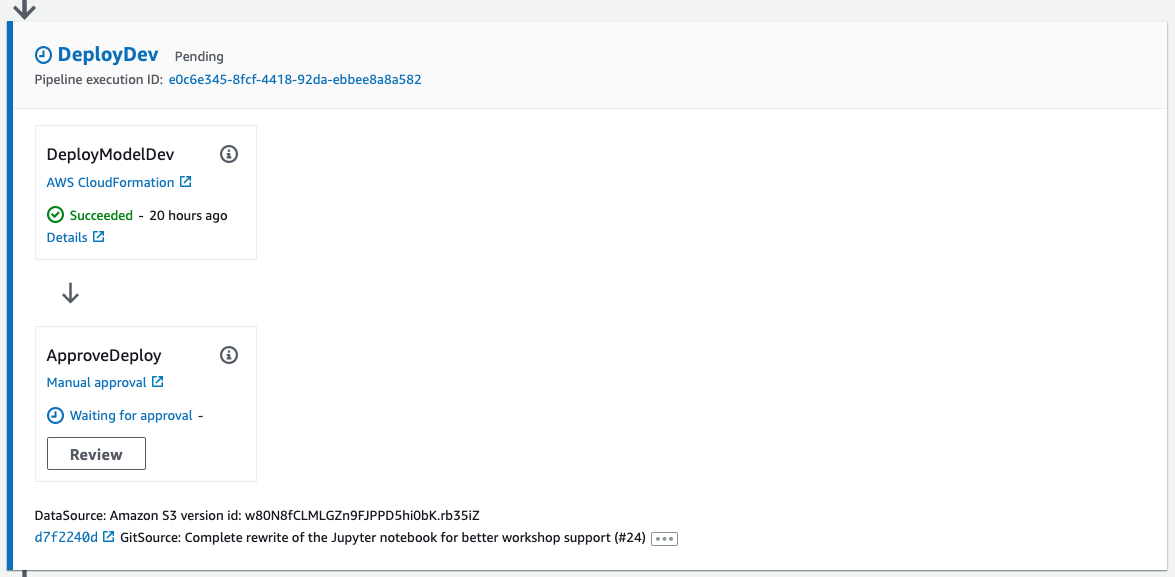 DeployDev Pending
Pipeline execution ID: e0c6e345-8fcf-4418-92da-ebbee8a8a582
DeployModelDev
AWS CloudFormation
Succeeded - 20 hours ago
Details
ApproveDeploy
Manual approval
Waiting for approval -
Review
DataSource: Amazon S3 version id: w80N8fCLMLGZn9FJPPD5hi0bK.rb35iZ
d7f2240d GitSource: Complete rewrite of the Jupyter notebook for better workshop support (#24)